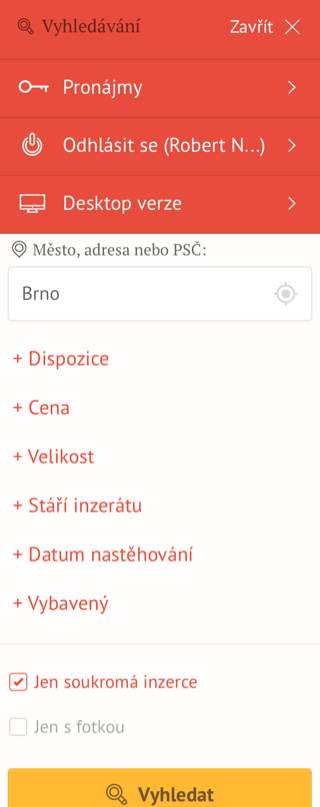 Vyhledávání
Zavřít
Pronájmy
Odhlásit se (Robert N...)
Desktop verze
Město, adresa nebo PSČ:
Brno
+ Dispozice
+ Cena
+ Velikost
+ Stáří inzerátu
+ Datum nastěhování
+ Vybavený
Jen soukromá inzerce
Jen s fotkou
Vyhledat